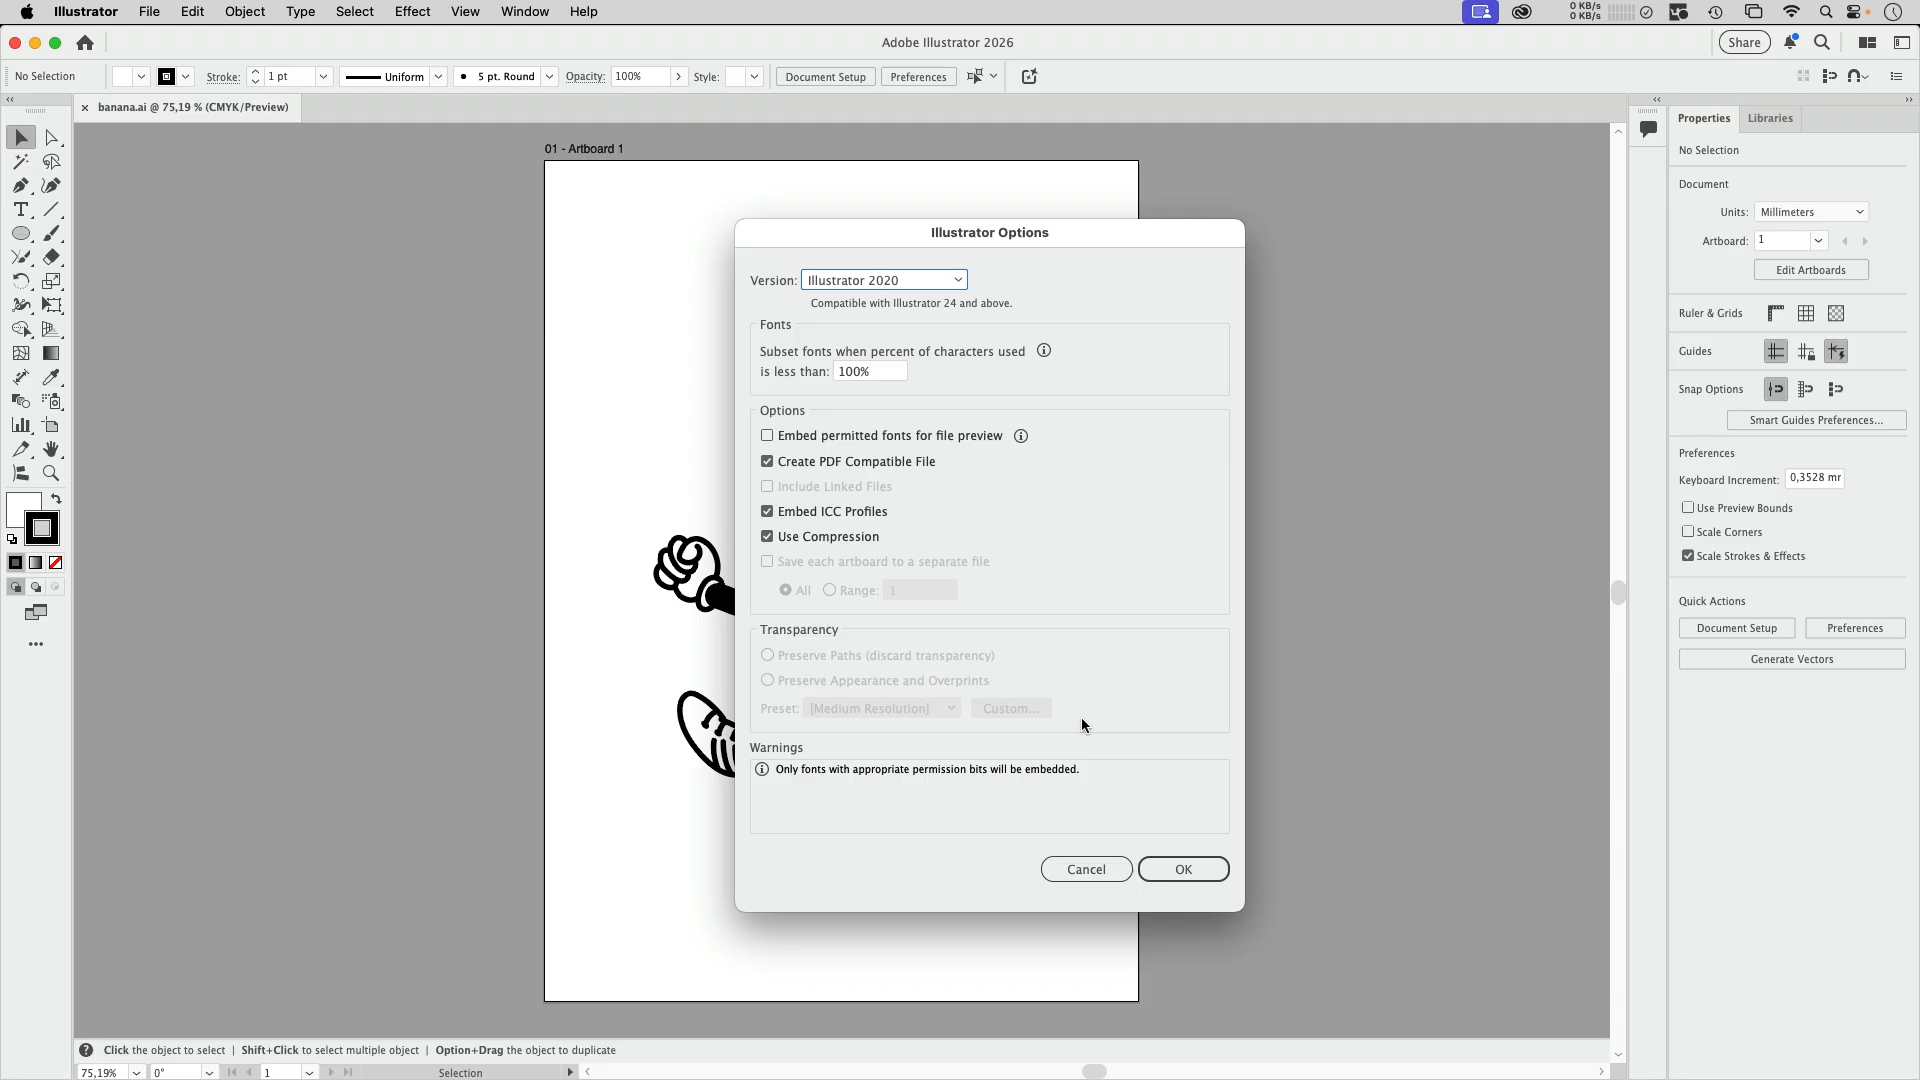 Illustrator File Edit Object Type Select Effect View Window Help
0 KB/s
0 KB/s
Adobe Illustrator 2026
Share
No Selection
Stroke: 1 pt
Uniform
5 pt. Round
Opacity: 100%
Style:
Document Setup
Preferences
banana.ai @ 75,19 % (CMYK/Preview)
01 - Artboard 1
Illustrator Options
Version: Illustrator 2020
Compatible with Illustrator 24 and above.
Fonts
Subset fonts when percent of characters used
is less than: 100%
Options
Embed permitted fonts for file preview
Create PDF Compatible File
Include Linked Files
Embed ICC Profiles
Use Compression
Save each artboard to a separate file
All Range: 1
Transparency
Preserve Paths (discard transparency)
Preserve Appearance and Overprints
Preset: [Medium Resolution] Custom...
Warnings
Only fonts with appropriate permission bits will be embedded.
Cancel OK
Properties Libraries
No Selection
Document
Units: Millimeters
Artboard: 1
Edit Artboards
Ruler & Grids
Guides
Snap Options
Smart Guides Preferences...
Preferences
Keyboard Increment: 0,3528 mr
Use Preview Bounds
Scale Corners
Scale Strokes & Effects
Quick Actions
Document Setup Preferences
Generate Vectors
Click the object to select | Shift+Click to select multiple object | Option+Drag the object to duplicate
75,19% 0° 1 Selection